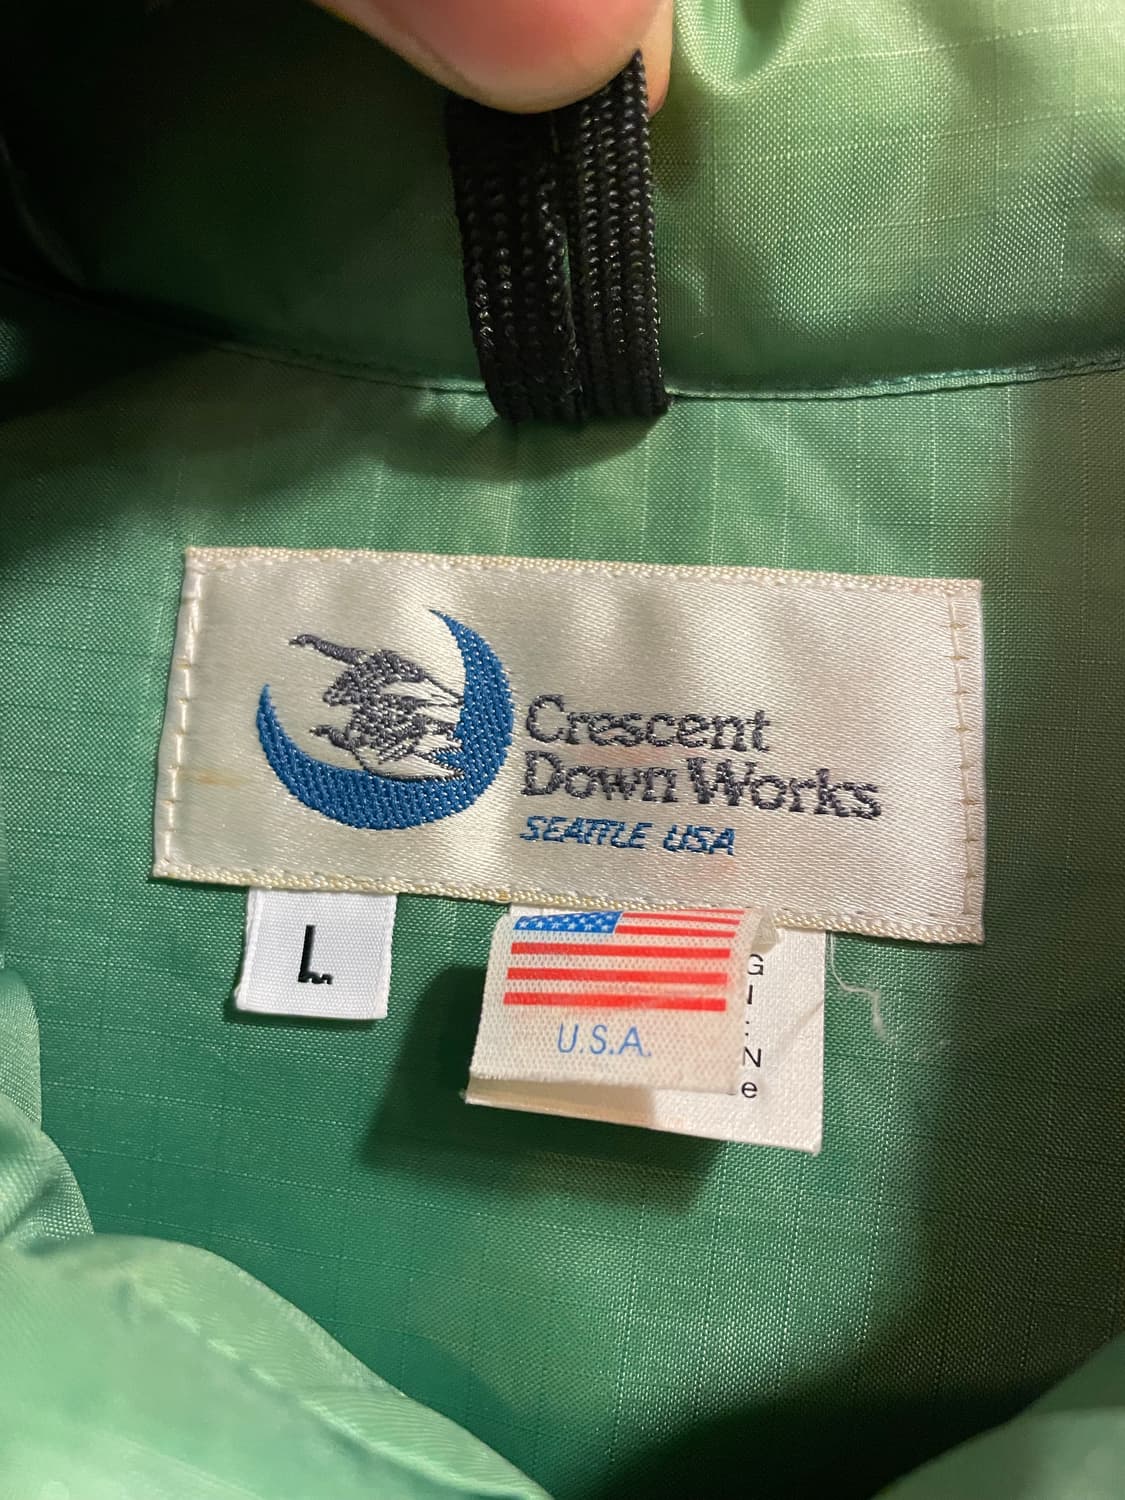 Crescent
Down Works
SEATTLE USA
L
U.S.A.
G
I
:
N
e